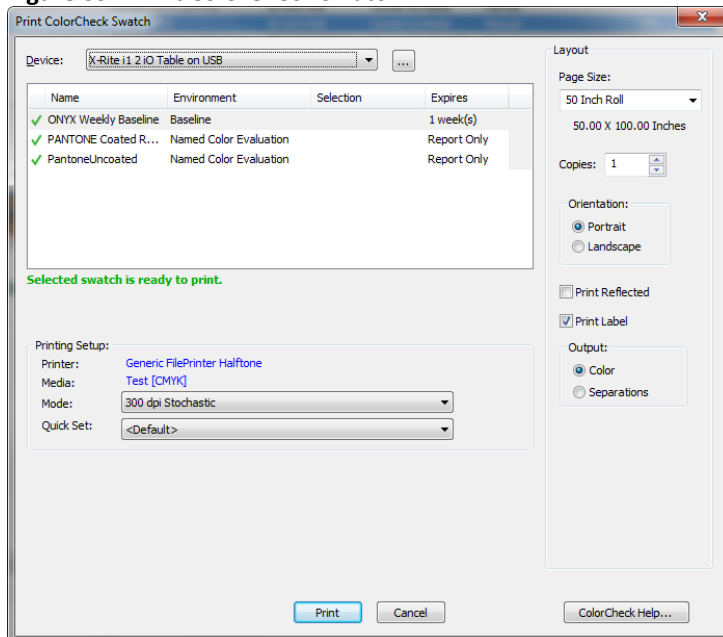 Print ColorCheck Swatch
Device: X-Rite i1 2 iO Table on USB ...
Name Environment Selection Expires
ONYX Weekly Baseline Baseline 1 week(s)
PANTONE Coated R... Named Color Evaluation Report Only
PantoneUncoated Named Color Evaluation Report Only
Selected swatch is ready to print.
Printing Setup:
Printer: Generic FilePrinter Halftone
Media: Test [CMYK]
Mode: 300 dpi Stochastic
Quick Set: <Default>
Layout
Page Size:
50 Inch Roll
50.00 X 100.00 Inches
Copies: 1
Orientation:
Portrait
Landscape
Print Reflected
Print Label
Output:
Color
Separations
Print Cancel ColorCheck Help...